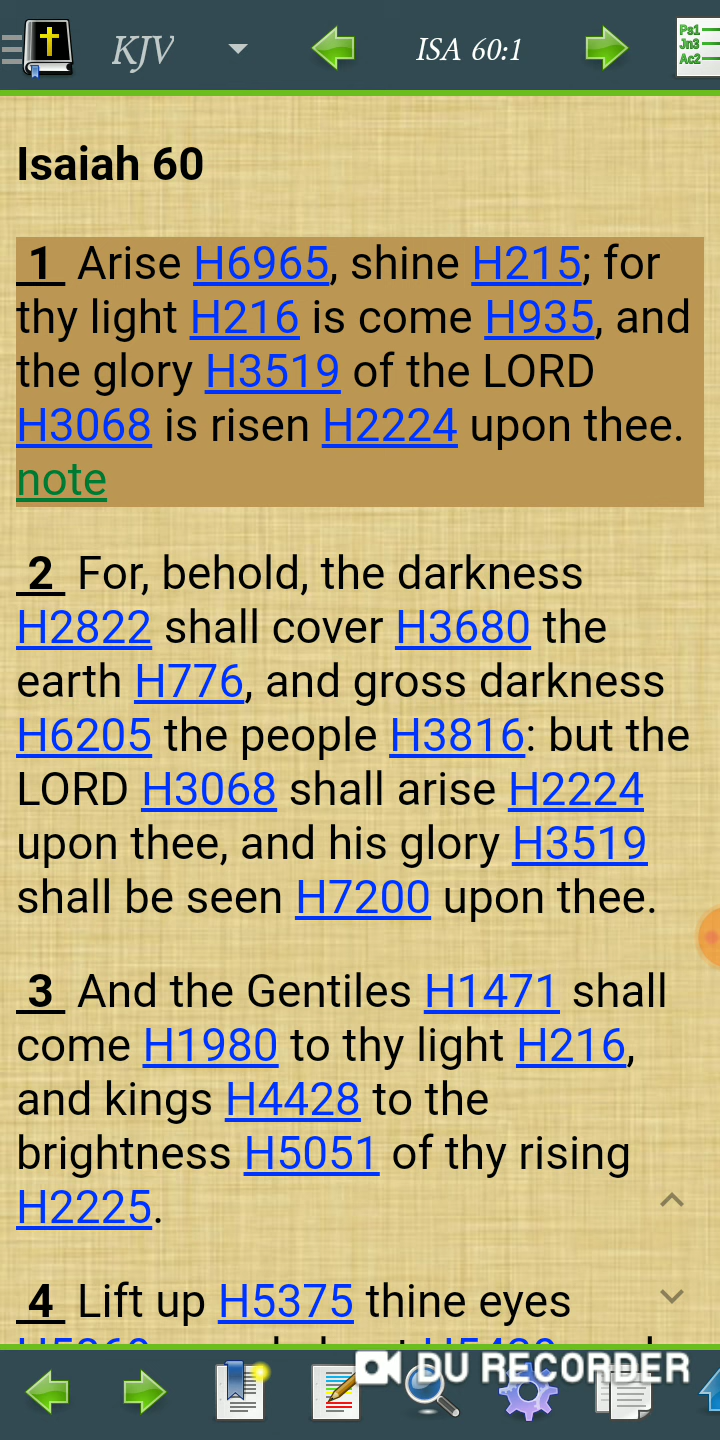 KJV ISA 60:1 Ps1
Jn3
Ac2
Isaiah 60
1 Arise H6965, shine H215; for
thy light H216 is come H935, and
the glory H3519 of the LORD
H3068 is risen H2224 upon thee.
note
2 For, behold, the darkness
H2822 shall cover H3680 the
earth H776, and gross darkness
H6205 the people H3816: but the
LORD H3068 shall arise H2224
upon thee, and his glory H3519
shall be seen H7200 upon thee.
3 And the Gentiles H1471 shall
come H1980 to thy light H216,
and kings H4428 to the
brightness H5051 of thy rising
H2225.
4 Lift up H5375 thine eyes
DU RECORDER